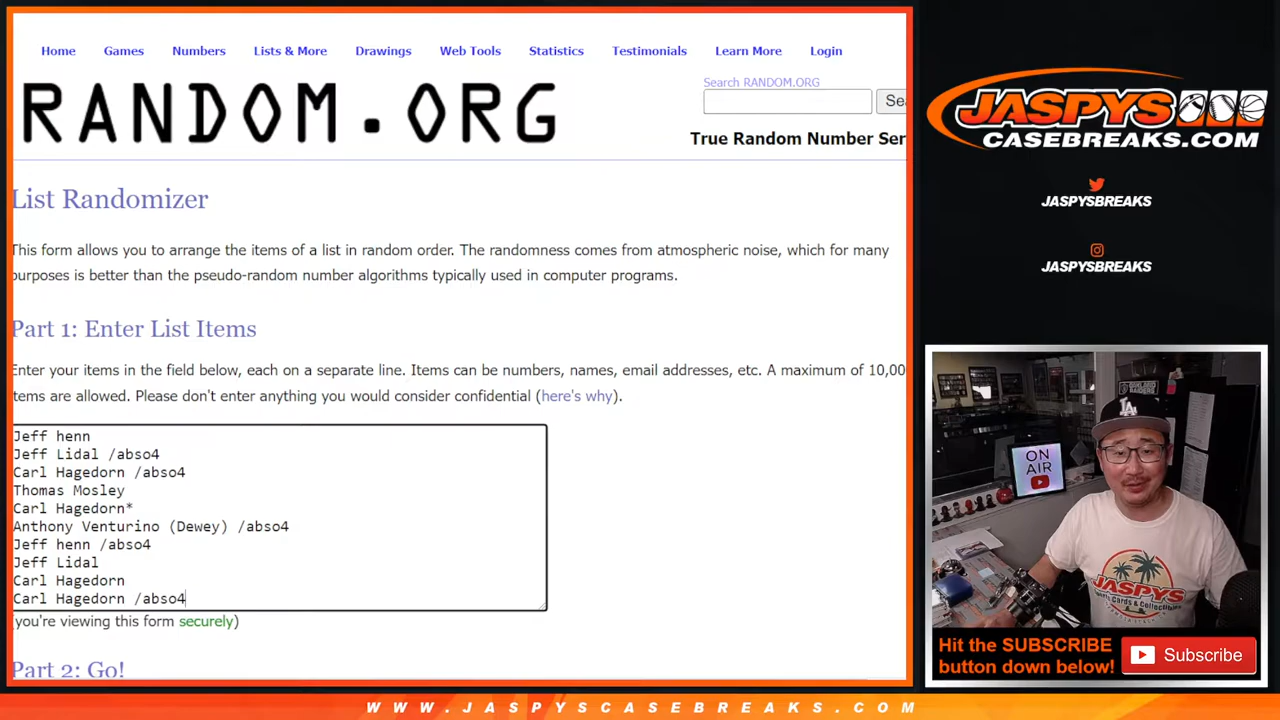 Home Games Numbers Lists & More Drawings Web Tools Statistics Testimonials Learn More Login
RANDOM.ORG
Search RANDOM.ORG
Sea
True Random Number Ser
List Randomizer
This form allows you to arrange the items of a list in random order. The randomness comes from atmospheric noise, which for many
purposes is better than the pseudo-random number algorithms typically used in computer programs.
Part 1: Enter List Items
Enter your items in the field below, each on a separate line. Items can be numbers, names, email addresses, etc. A maximum of 10,00
items are allowed. Please don't enter anything you would consider confidential (here's why).
Jeff henn
Jeff Lidal /abso4
Carl Hagedorn /abso4
Thomas Mosley
Carl Hagedorn*
Anthony Venturino (Dewey) /abso4
Jeff henn /abso4
Jeff Lidal
Carl Hagedorn
Carl Hagedorn /abso4
(you're viewing this form securely)
Part 2: Go!
JASPYS
CASEBREAKS.COM
JASPYSBREAKS
JASPYSBREAKS
ON
AIR
LA
JASPYS
Hit the SUBSCRIBE
button down below!
Subscribe
WWW.JASPYSCASEBREAKS.COM